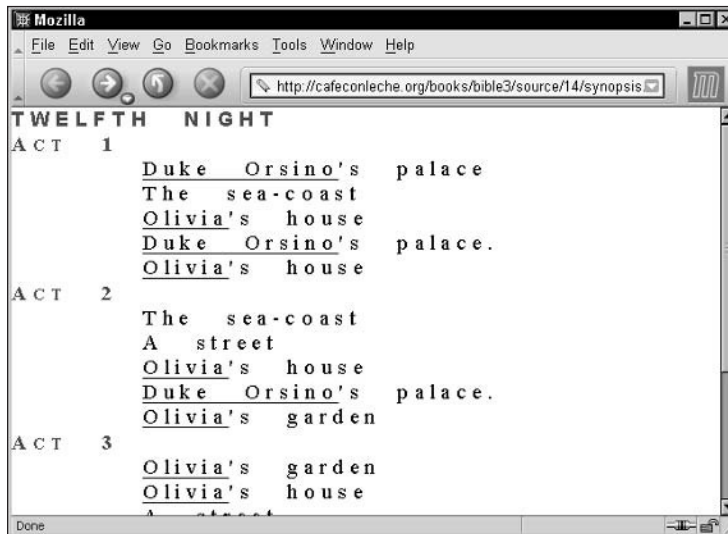 Mozilla
File Edit View Go Bookmarks Tools Window Help
http://cafeconleche.org/books/bible3/source/14/synopsis
TWELFTH NIGHT
ACT 1
Duke Orsino's palace
The sea-coast
Olivia's house
Duke Orsino's palace.
Olivia's house
ACT 2
The sea-coast
A street
Olivia's house
Duke Orsino's palace.
Olivia's garden
ACT 3
Olivia's garden
Olivia's house
A street
Done